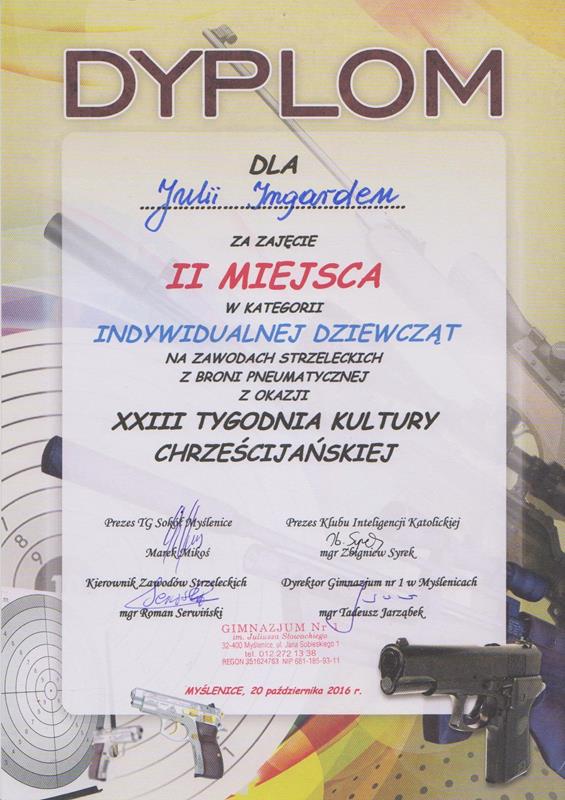 DYPLOM
DLA
Julii Ingarden
ZA ZAJĘCIE
II MIEJSCA
W KATEGORII
INDYWIDUALNEJ DZIEWCZĄT
NA ZAWODACH STRZELECKICH
Z BRONI PNEUMATYCZNEJ
Z OKAZJI
XXIII TYGODNIA KULTURY
CHRZEŚCIJAŃSKIEJ
Prezes TG Sokół Myślenice
Marek Mikoś
Prezes Klubu Inteligencji Katolickiej
mgr Zbigniew Syrek
Kierownik Zawodów Strzeleckich
mgr Roman Serwiński
Dyrektor Gimnazjum nr 1 w Myślenicach
mgr Tadeusz Jarząbek
GIMNAZJUM Nr 1
im. Juliusza Słowackiego
32-400 Myślenice, ul. Jana Sobieskiego 1
tel. 012 272 13 38
REGON 351624763 NIP 681-185-93-11
MYŚLENICE, 20 października 2016 r.